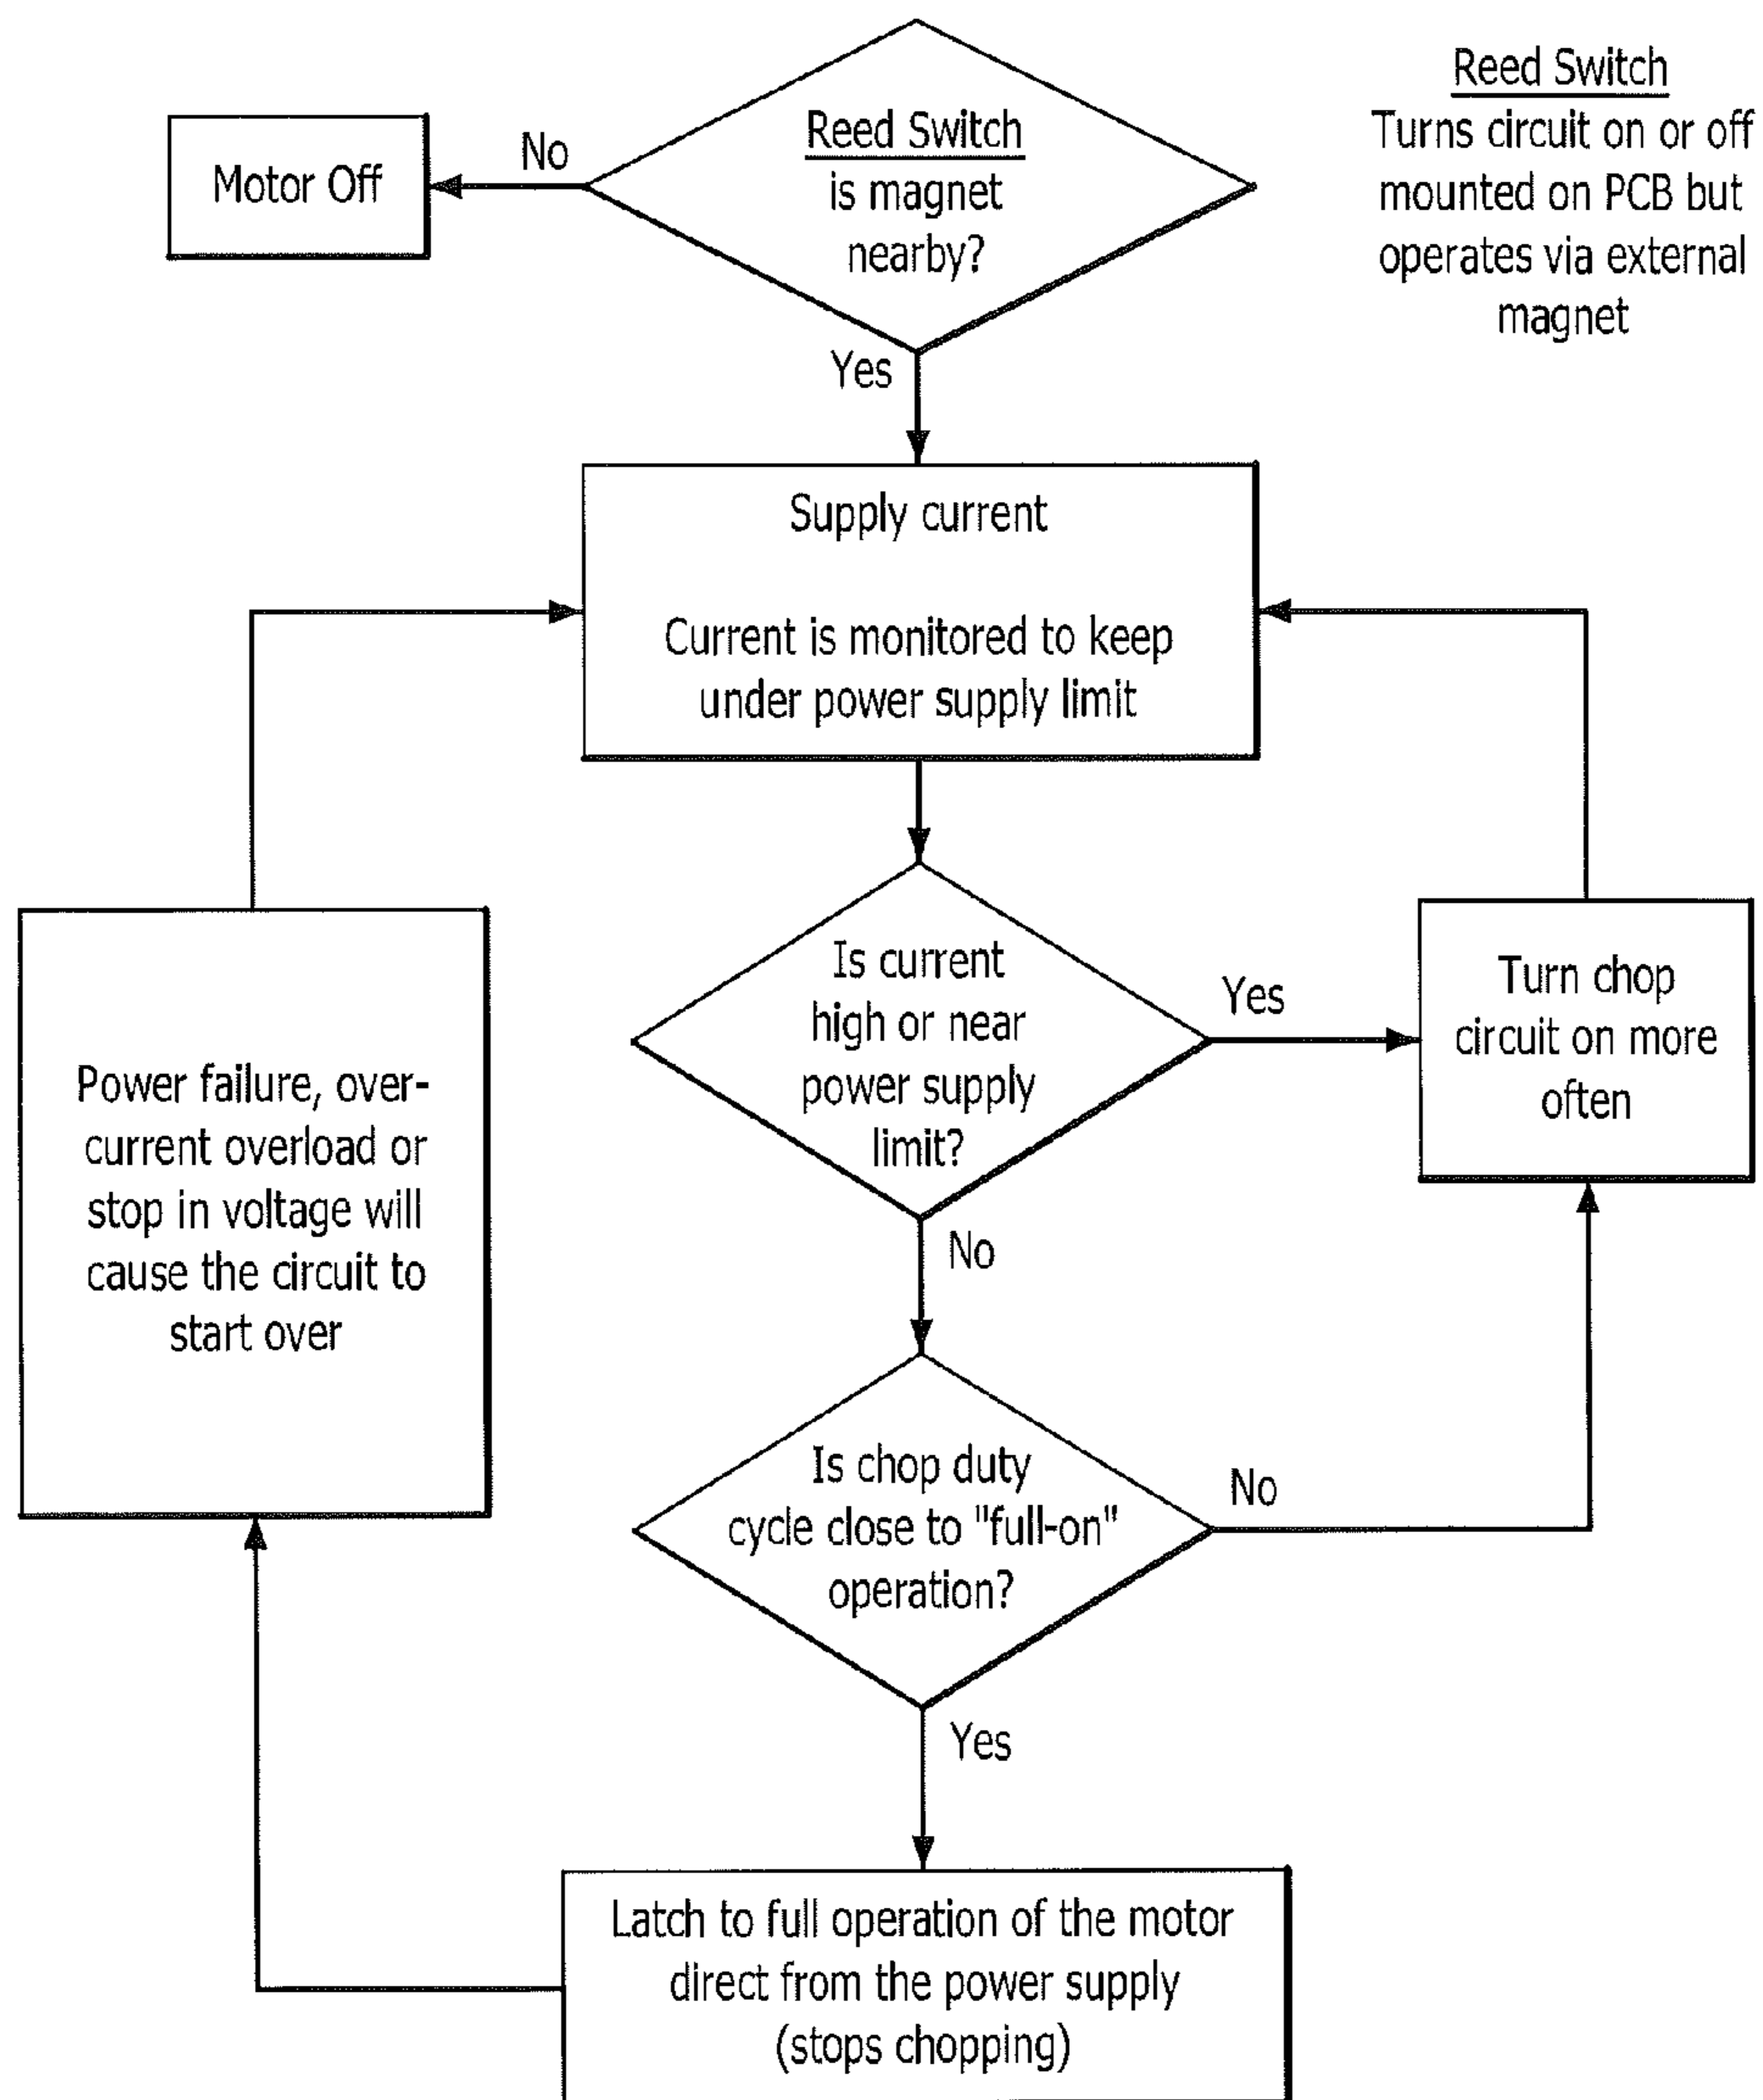 Reed Switch
is magnet
nearby?
No
Motor Off
Reed Switch
Turns circuit on or off
mounted on PCB but
operates via external
magnet
Yes
Supply current
Current is monitored to keep
under power supply limit
Is current
high or near
power supply
limit?
Yes
Turn chop
circuit on more
often
Power failure, over-
current overload or
stop in voltage will
cause the circuit to
start over
No
Is chop duty
cycle close to "full-on"
operation?
No
Yes
Latch to full operation of the motor
direct from the power supply
(stops chopping)